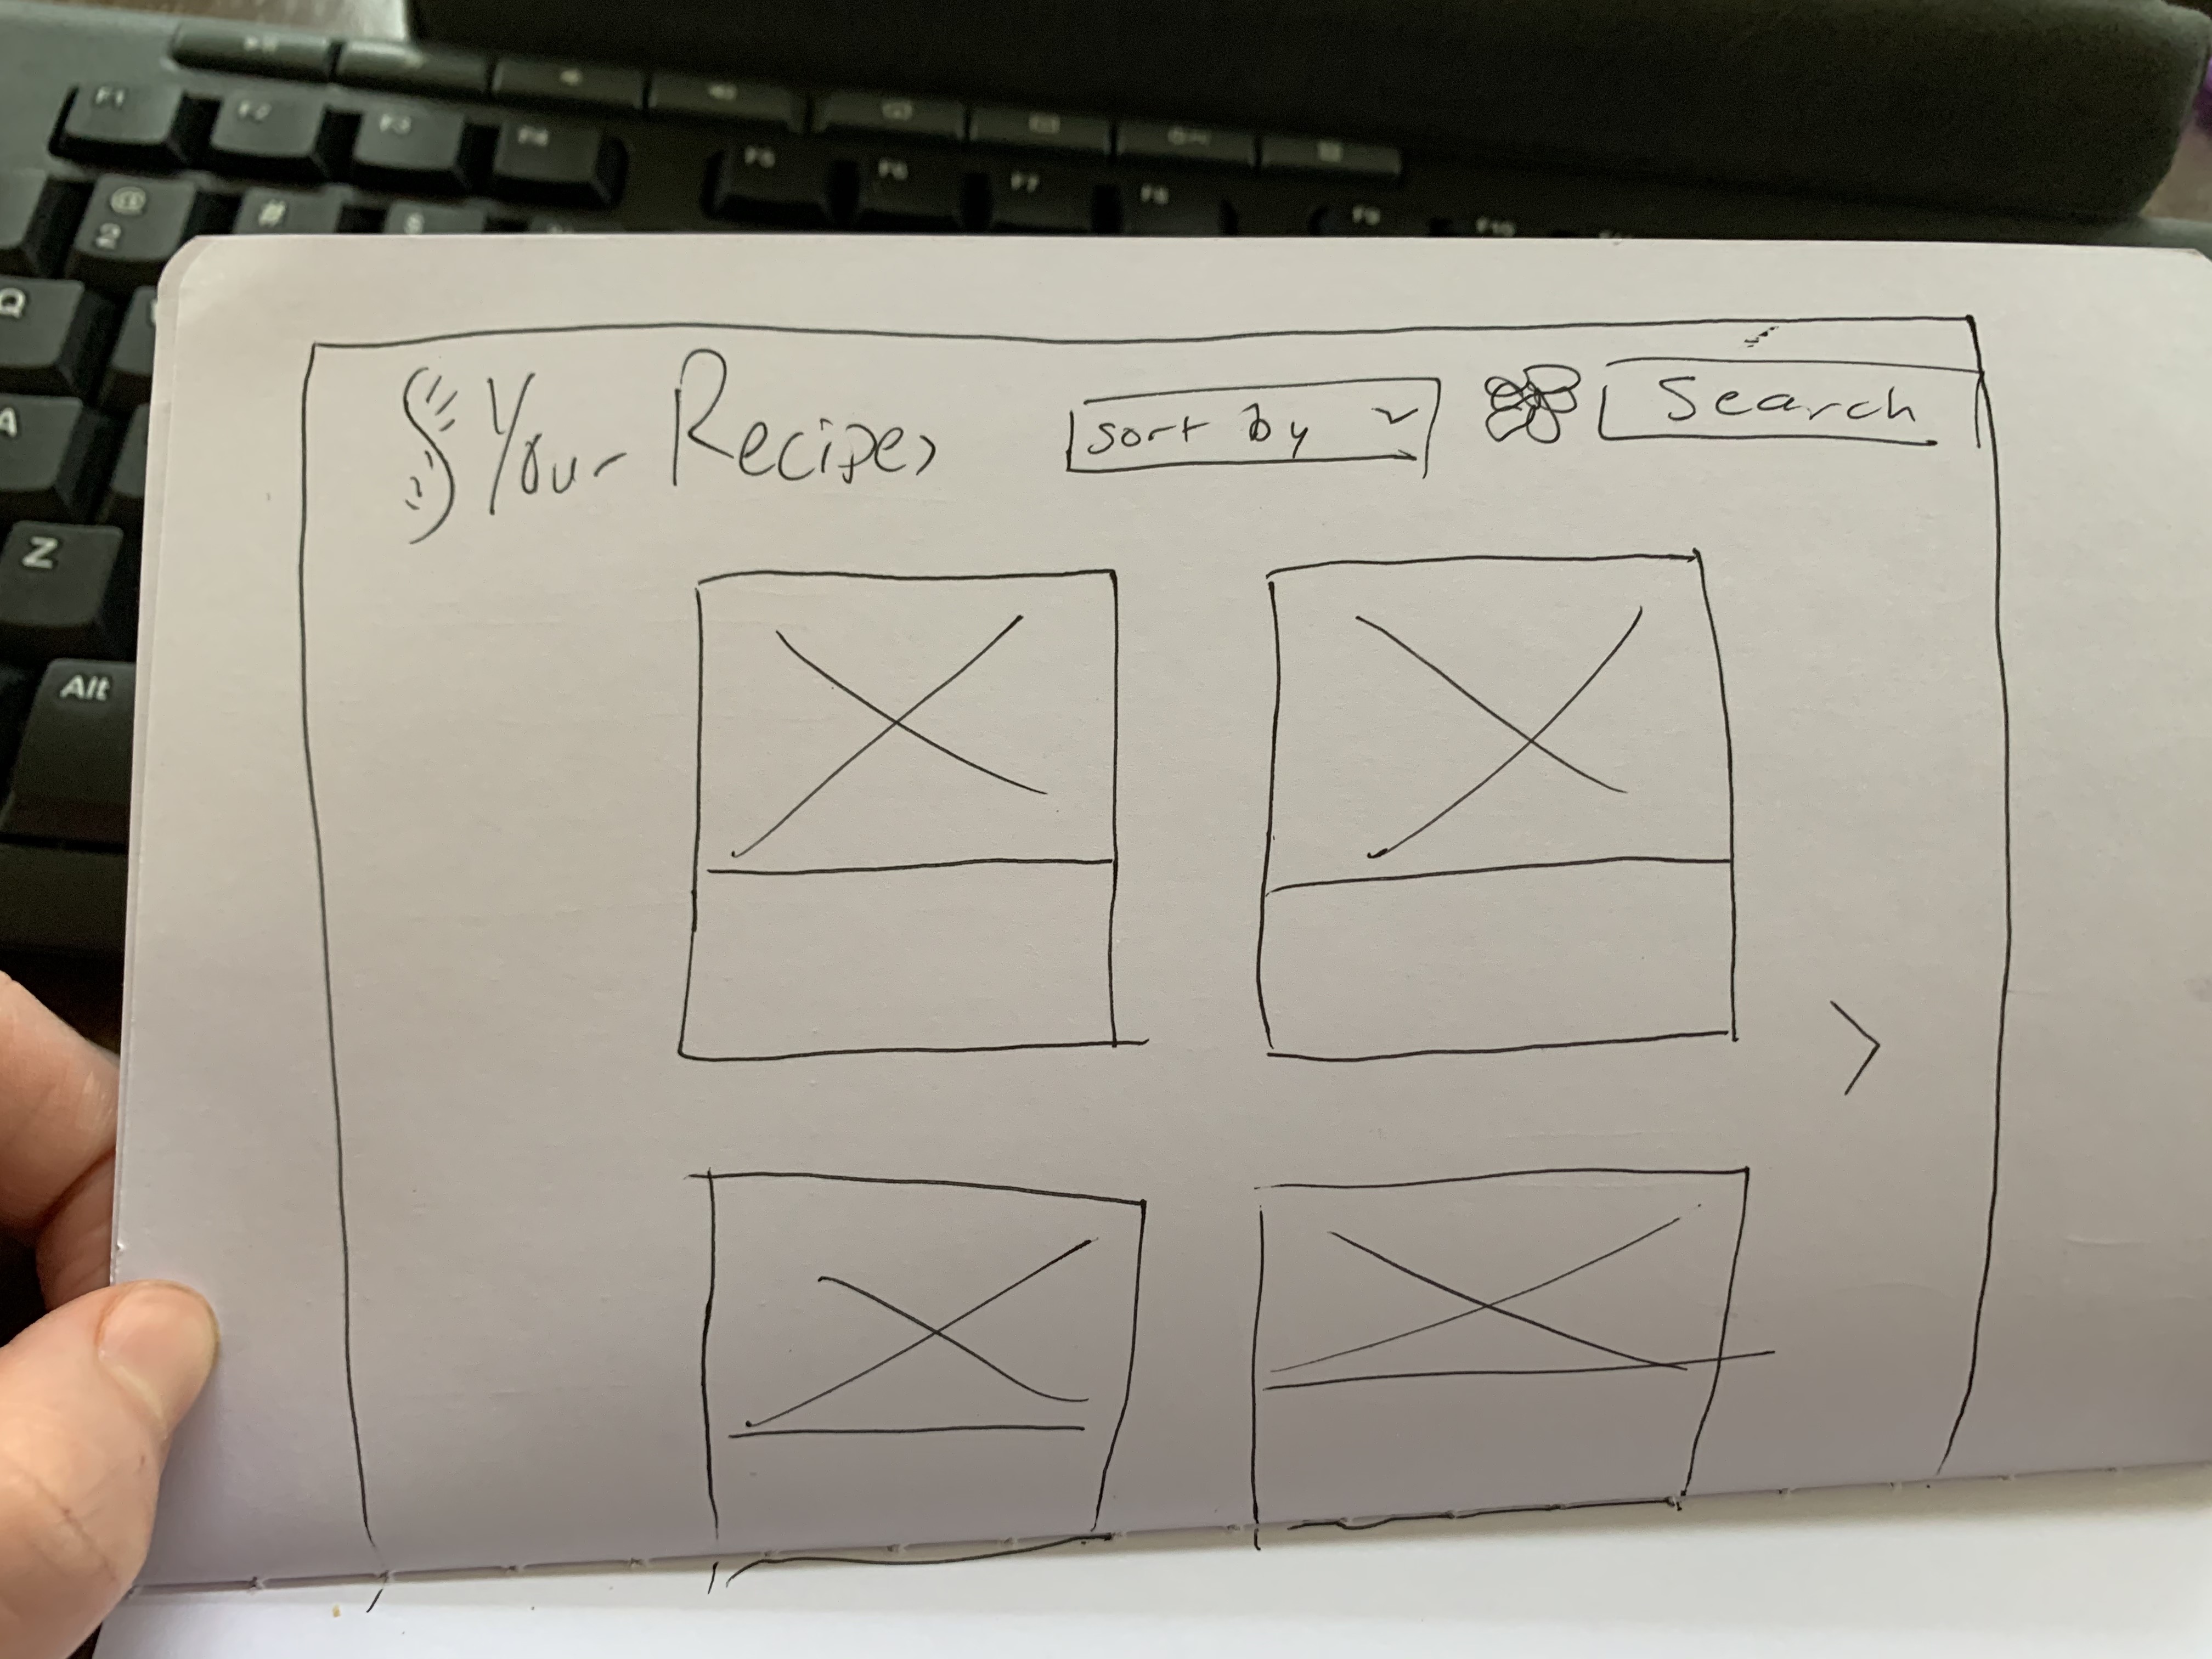 F1 F2 F3 F4 F5 F6 F7 F8 F9 F10
@ # $
2
Q
A
Z
Alt
Your Recipes
sort by
Search